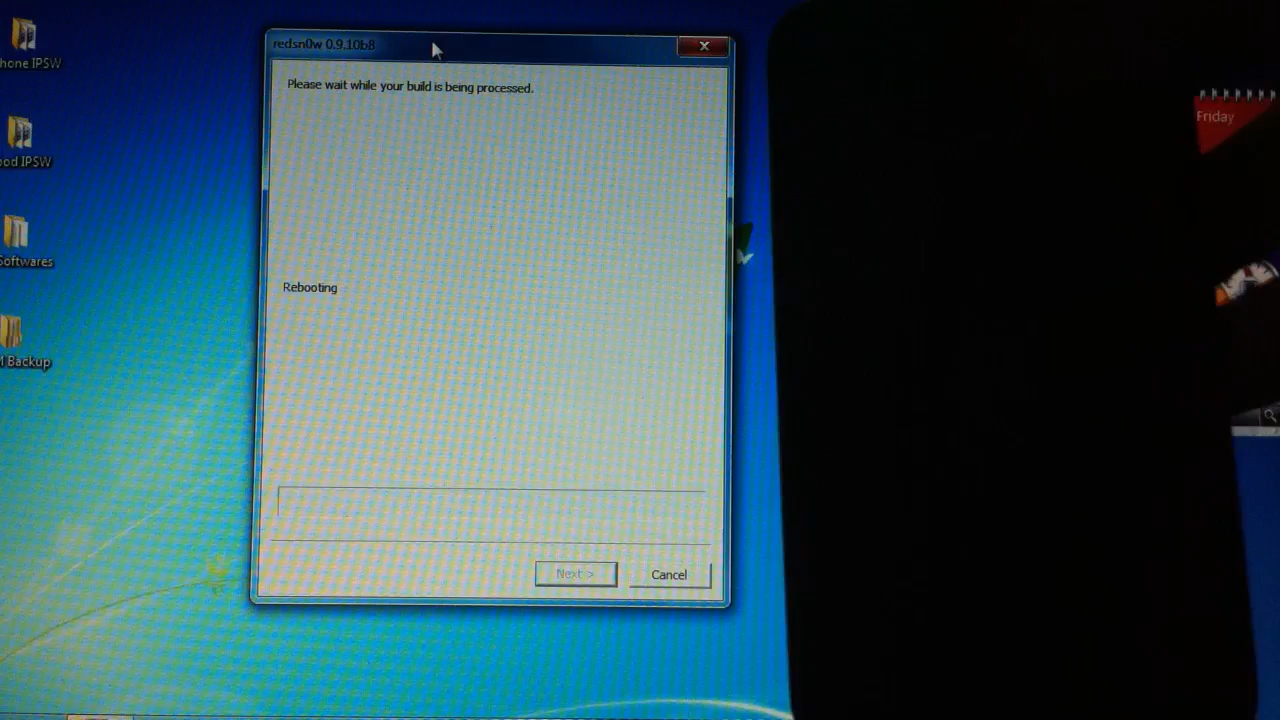 redsn0w 0.9.10b8
Please wait while your build is being processed.
Friday
hone IPSW
od IPSW
Softwares
Backup
Rebooting
Next >
Cancel